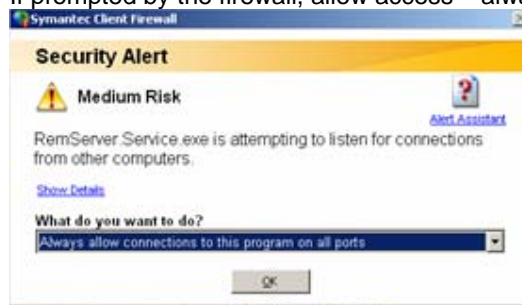 If prompted by the firewall, allow access – alw
Symantec Client Firewall
Security Alert
Medium Risk
Alert Assistant
RemServer.Service.exe is attempting to listen for connections
from other computers.
Show Details
What do you want to do?
Always allow connections to this program on all ports
OK